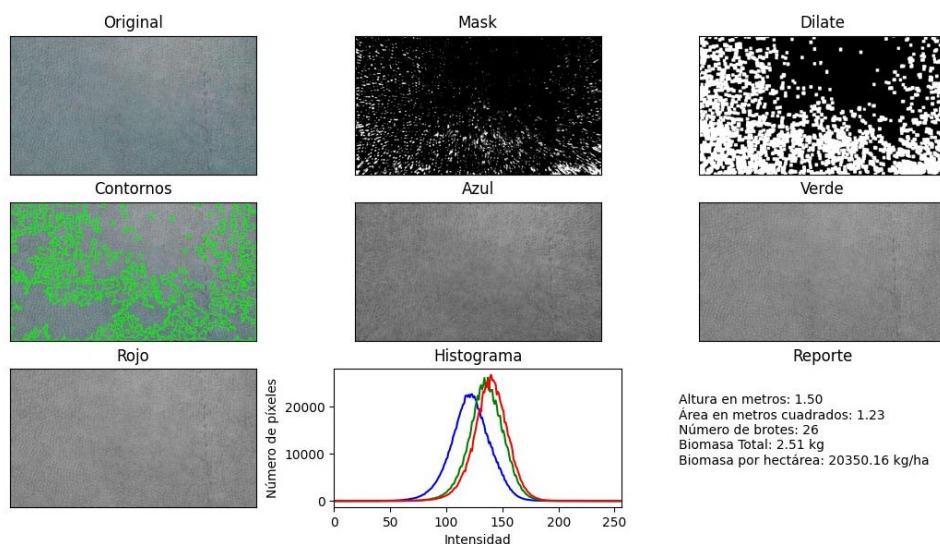 Original
Mask
Dilate
Contornos
Azul
Verde
Rojo
Histograma
Reporte
Número de píxeles
20000
10000
0
0
50
100
150
200
250
Intensidad
Altura en metros: 1.50
Área en metros cuadrados: 1.23
Número de brotes: 26
Biomasa Total: 2.51 kg
Biomasa por hectárea: 20350.16 kg/ha